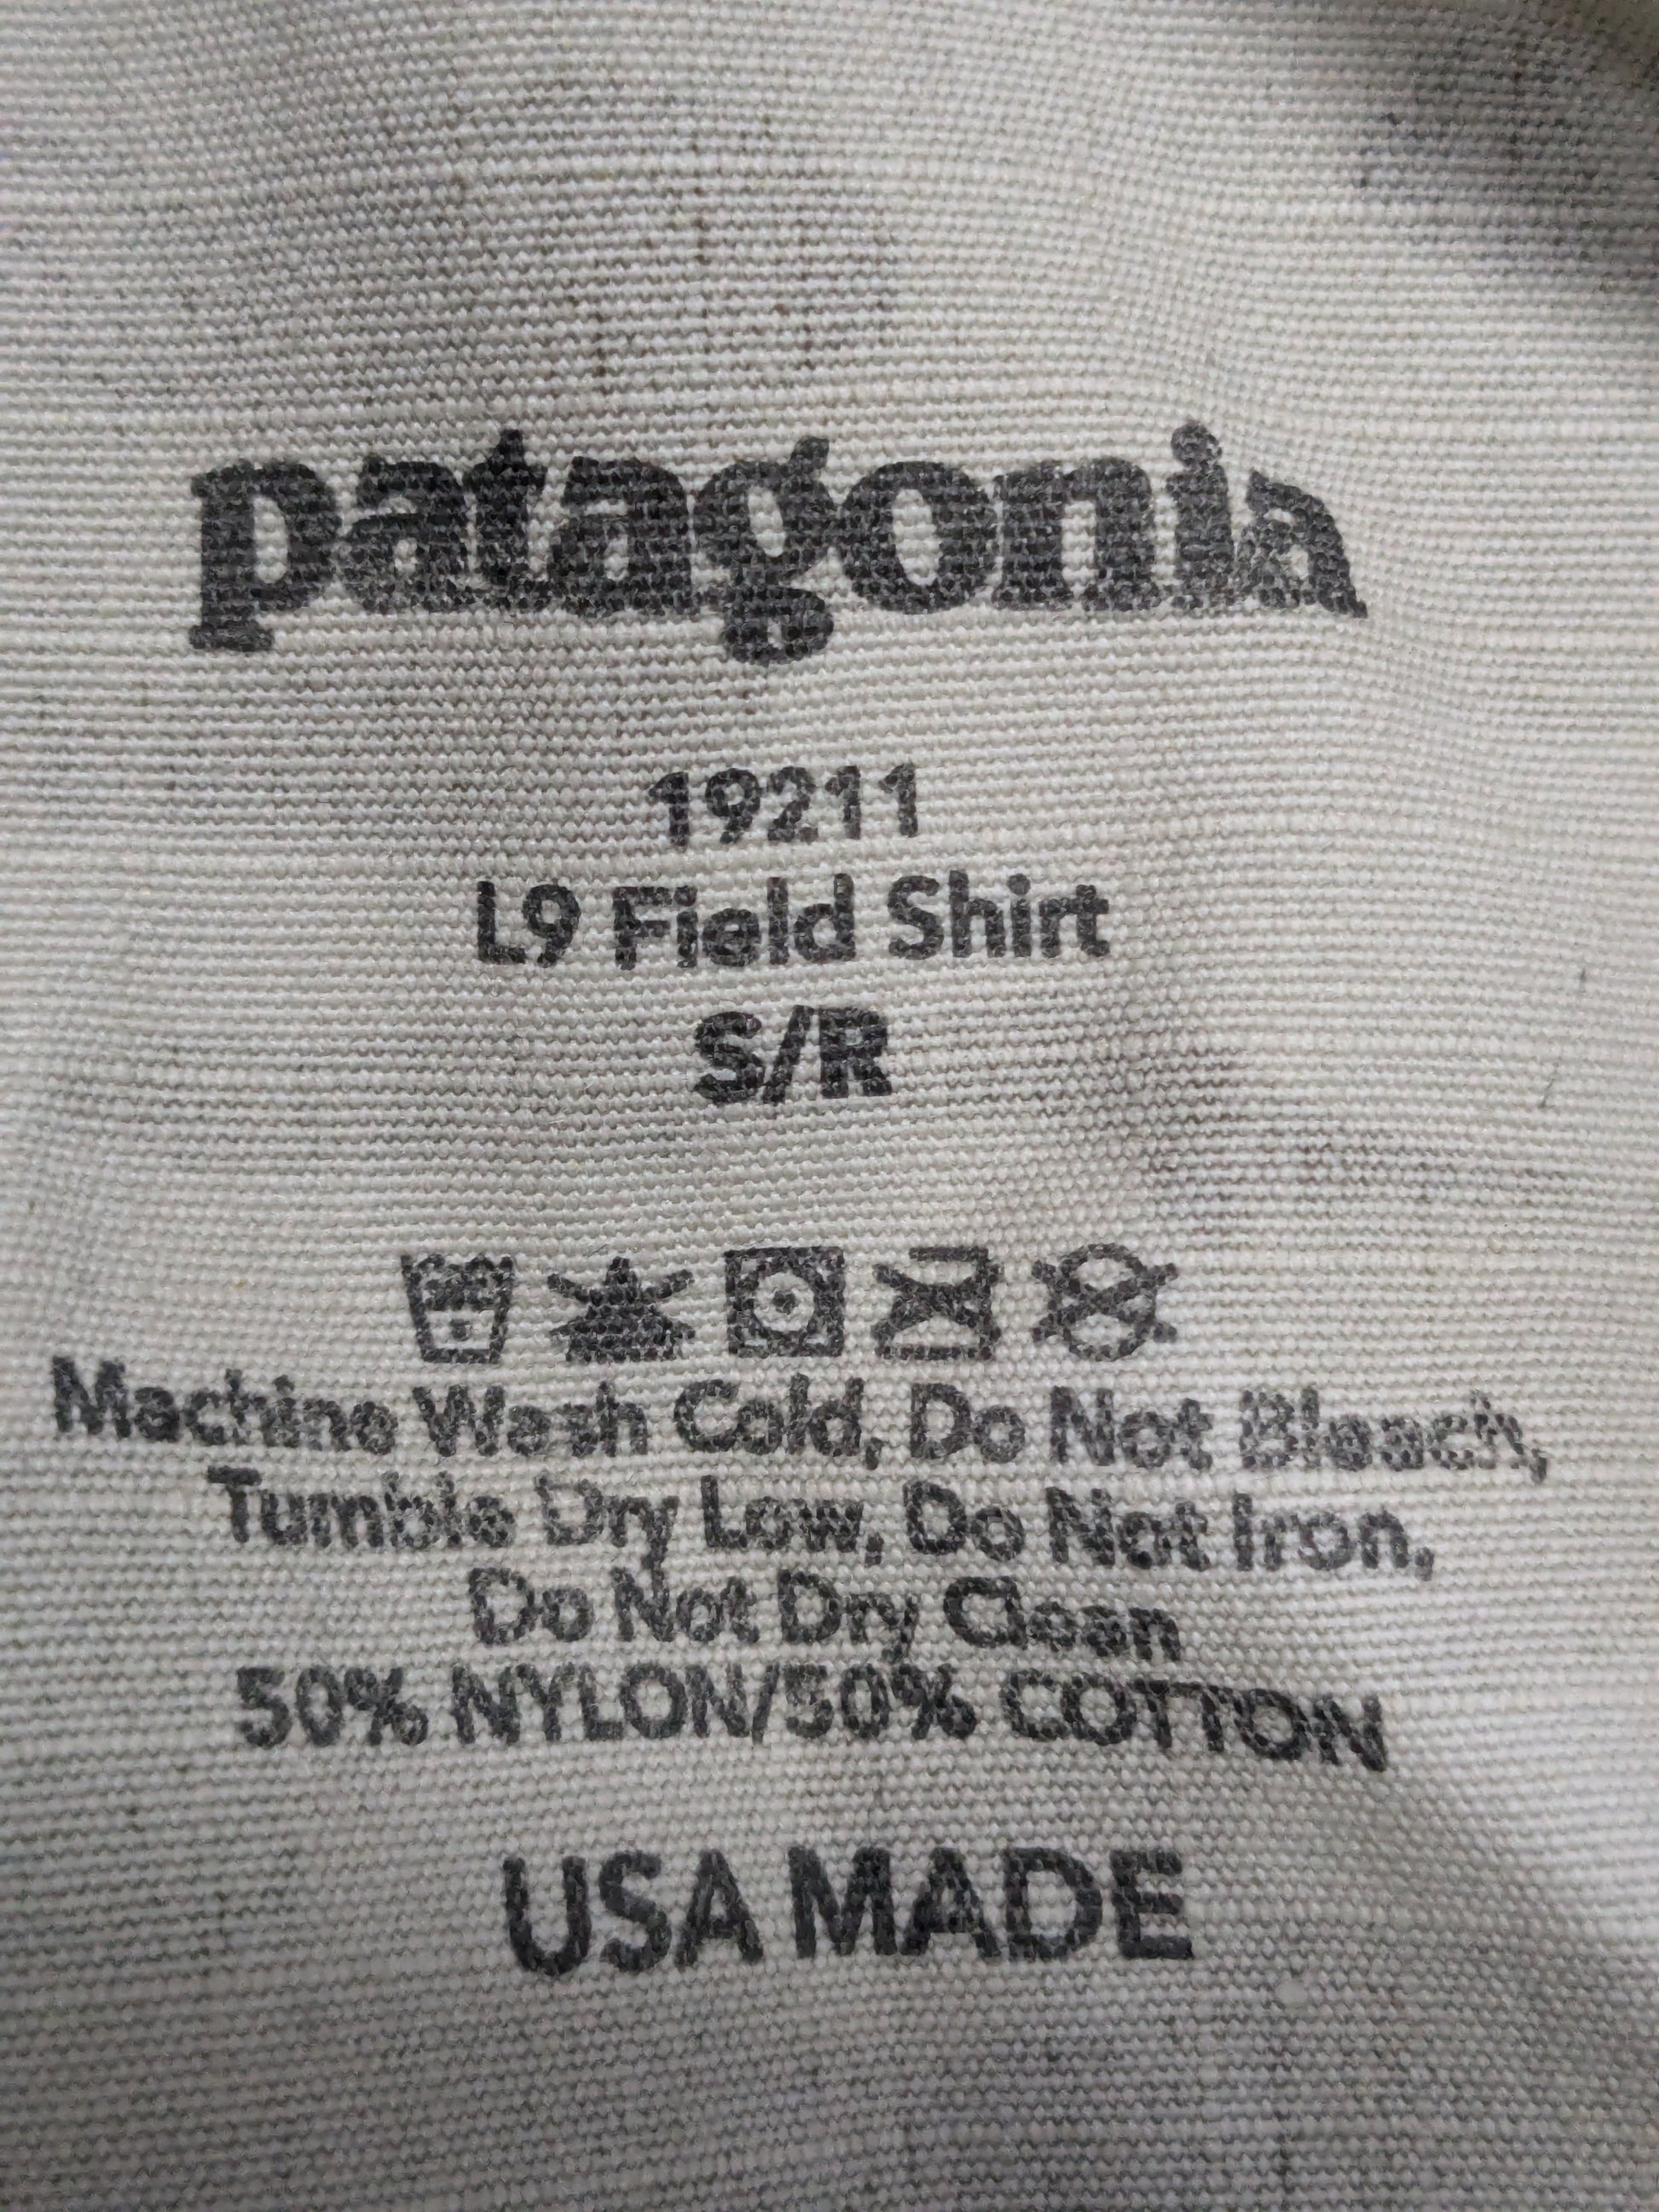 patagonia
19211
L9 Field Shirt
S/R
Machine Wash Cold, Do Not Bleach,
Tumble Dry Low, Do Not Iron,
Do Not Dry Clean
50% NYLON/50% COTTON
USA MADE